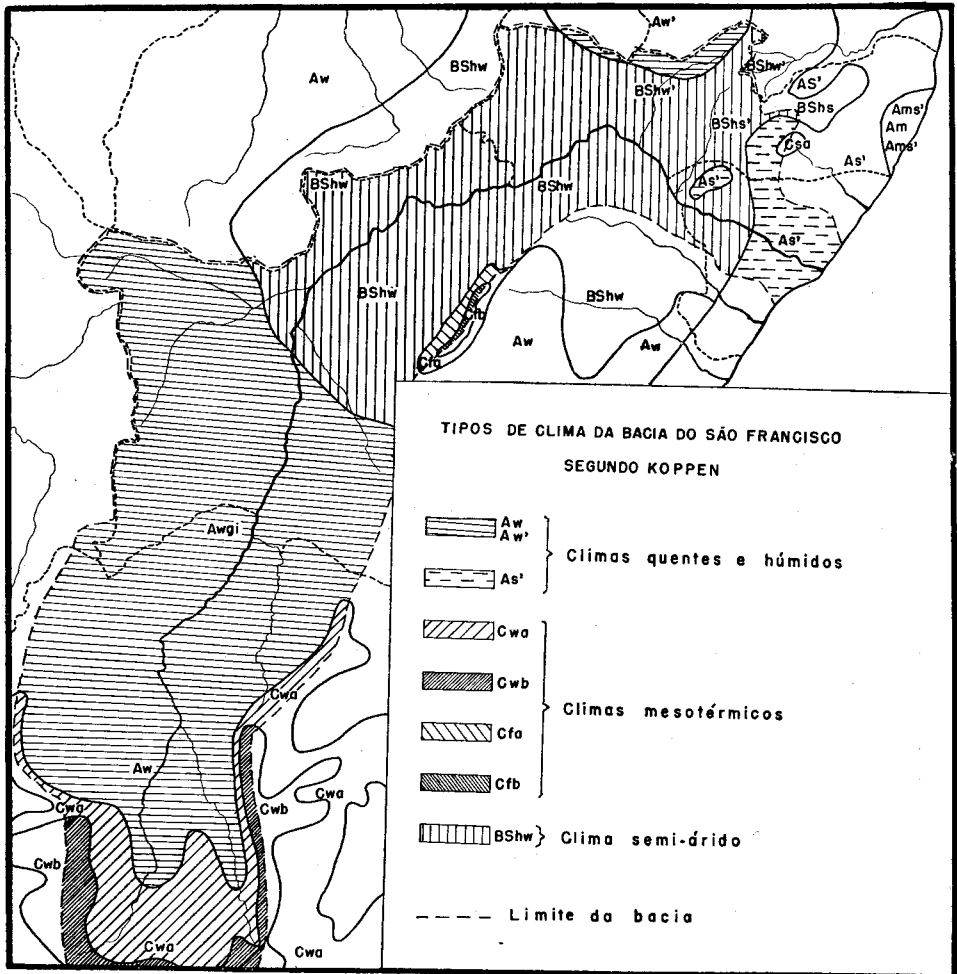 Aw'
Aw
BShw
BShw'
BShw'
AS'
BShs
Ams'
Am
Ams'
BShs'
Csa
As'
As'
BShw
BShw
As'
BShw
BShw
Cfb
Aw
Aw
Cfa
TIPOS DE CLIMA DA BACIA DO SÃO FRANCISCO
SEGUNDO KOPPEN
Aw
Aw'
Climas quentes e húmidos
As'
Cwa
Cwb
Climas mesotérmicos
Cfa
Cfb
BShw} Clima semi-árido
Limite da bacia
Awgi
Cwa
Aw
Cwa
Cwb
Cwa
Cwb
Cwa
Cwa